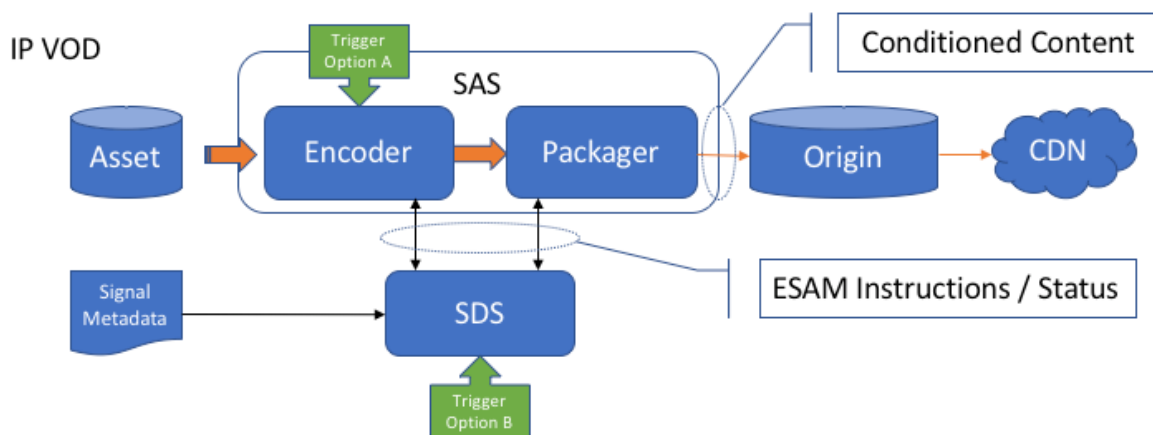 IP VOD
Trigger
Option A
SAS
Conditioned Content
Asset
Encoder
Packager
Origin
CDN
Signal
Metadata
SDS
ESAM Instructions / Status
Trigger
Option B